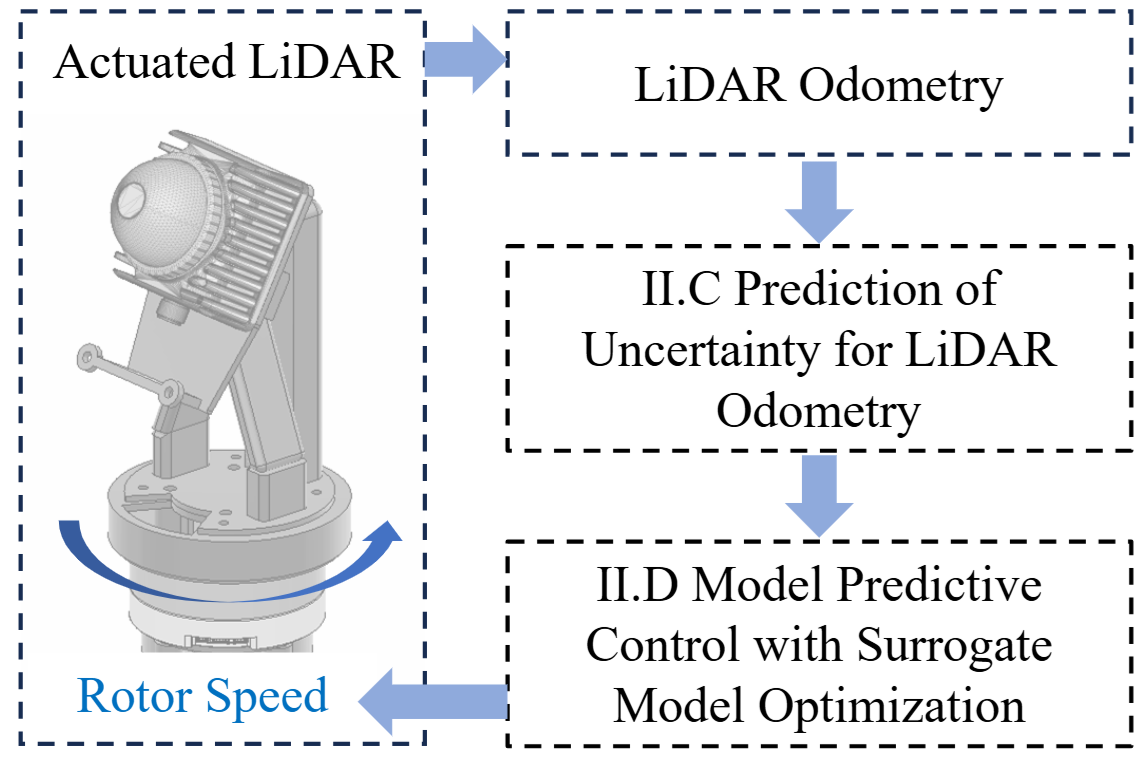 Actuated LiDAR
LiDAR Odometry
II.C Prediction of
Uncertainty for LiDAR
Odometry
II.D Model Predictive
Control with Surrogate
Model Optimization
Rotor Speed